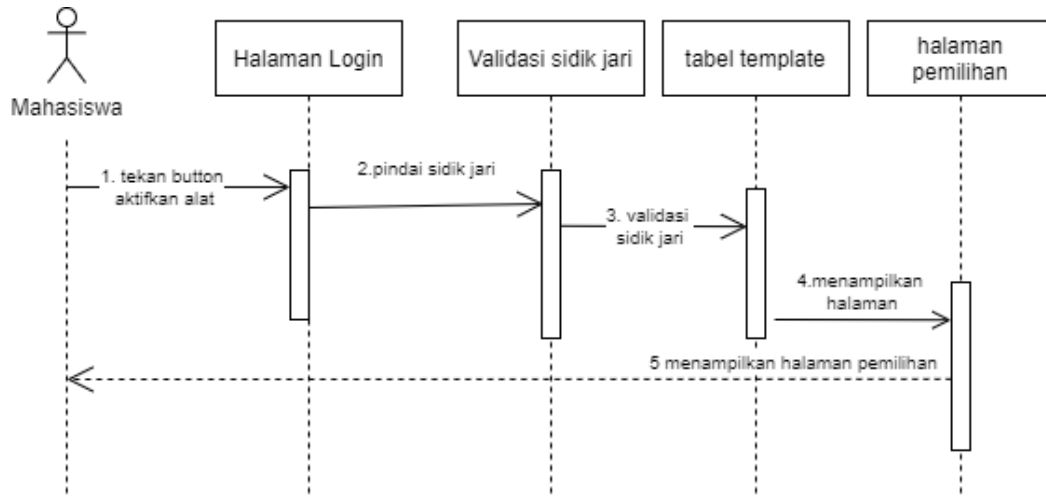 Mahasiswa
Halaman Login
Validasi sidik jari
tabel template
halaman
pemilihan
1. tekan button
aktifkan alat
2.pindai sidik jari
3. validasi
sidik jari
4.menampilkan
halaman
5 menampilkan halaman pemilihan